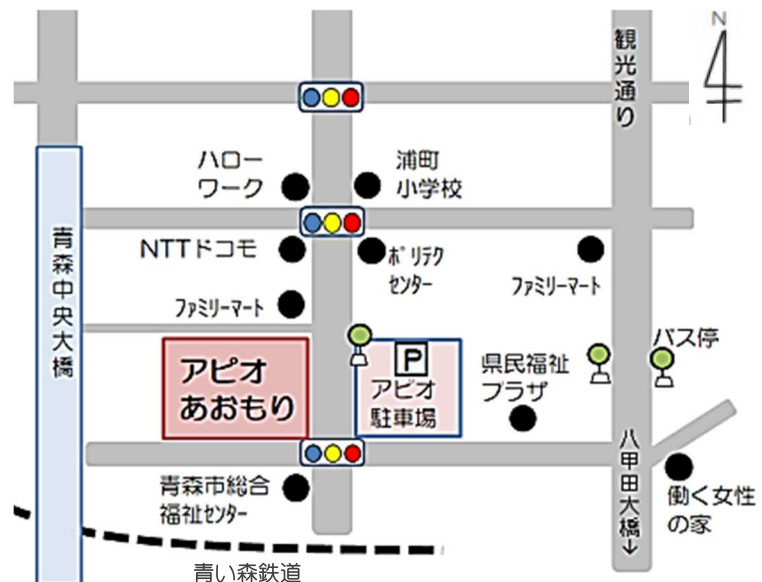 N
観光通り
ハロー
ワーク
浦町
小学校
NTTドコモ
ﾎﾟﾘﾃｸ
ｾﾝﾀｰ
ﾌｧﾐﾘｰﾏｰﾄ
ﾌｧﾐﾘｰﾏｰﾄ
青森中央大橋
アピオ
あおもり
P
アピオ
駐車場
県民福祉
プラザ
バス停
青森市総合
福祉ｾﾝﾀｰ
八甲田大橋↓
働く女性
の家
青い森鉄道